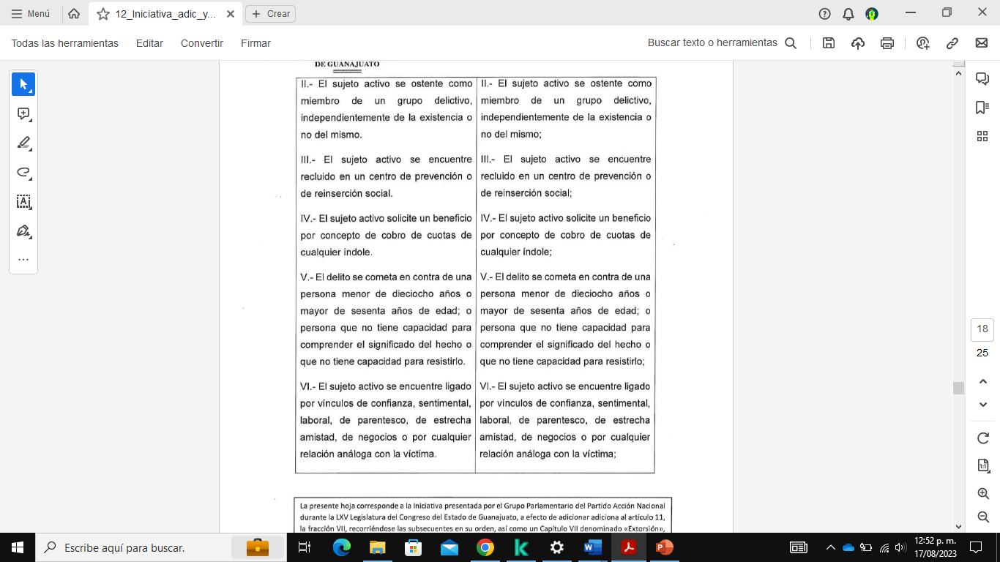 Menú
12_Iniciativa_adic_y...
Crear
Todas las herramientas
Editar
Convertir
Firmar
Buscar texto o herramientas
DE GUANAJUATO
II.- El sujeto activo se ostente como
miembro de un grupo delictivo,
independientemente de la existencia o
no del mismo.
III.- El sujeto activo se encuentre
recluido en un centro de prevención o
de reinserción social.
IV.- El sujeto activo solicite un beneficio
por concepto de cobro de cuotas de
cualquier índole.
V.- El delito se cometa en contra de una
persona menor de dieciocho años o
mayor de sesenta años de edad; o
persona que no tiene capacidad para
comprender el significado del hecho o
que no tiene capacidad para resistirlo.
VI.- El sujeto activo se encuentre ligado
por vínculos de confianza, sentimental,
laboral, de parentesco, de estrecha
amistad, de negocios o por cualquier
relación análoga con la víctima.
II.- El sujeto activo se ostente como
miembro de un grupo delictivo,
independientemente de la existencia o
no del mismo;
III.- El sujeto activo se encuentre
recluido en un centro de prevención o
de reinserción social;
IV.- El sujeto activo solicite un beneficio
por concepto de cobro de cuotas de
cualquier índole;
V.- El delito se cometa en contra de una
persona menor de dieciocho años o
mayor de sesenta años de edad; o
persona que no tiene capacidad para
comprender el significado del hecho o
que no tiene capacidad para resistirlo;
VI.- El sujeto activo se encuentre ligado
por vínculos de confianza, sentimental,
laboral, de parentesco, de estrecha
amistad, de negocios o por cualquier
relación análoga con la víctima;
La presente hoja corresponde a la Iniciativa presentada por el Grupo Parlamentario del Partido Acción Nacional
durante la LXV Legislatura del Congreso del Estado de Guanajuato, a efecto de adicionar adiciona al artículo 11,
la fracción VII, recorriéndose las subsecuentes en su orden, así como un Capítulo VII denominado «Extorsión»,
18
25
1:1
Escribe aquí para buscar.
12:52 p. m.
17/08/2023